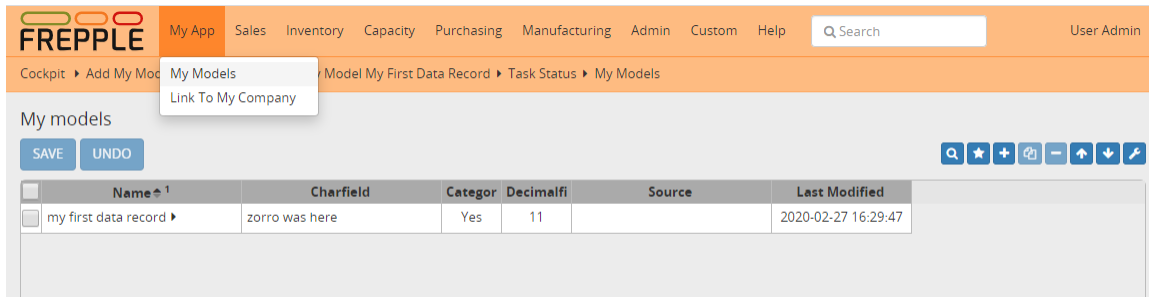 FREPPLE My App Sales Inventory Capacity Purchasing Manufacturing Admin Custom Help Search User Admin
Cockpit Add My Mod My Models Model My First Data Record Task Status My Models
Link To My Company
My models
SAVE UNDO
Name 1 Charfield Categor Decimalfi Source Last Modified
my first data record zorro was here Yes 11 2020-02-27 16:29:47